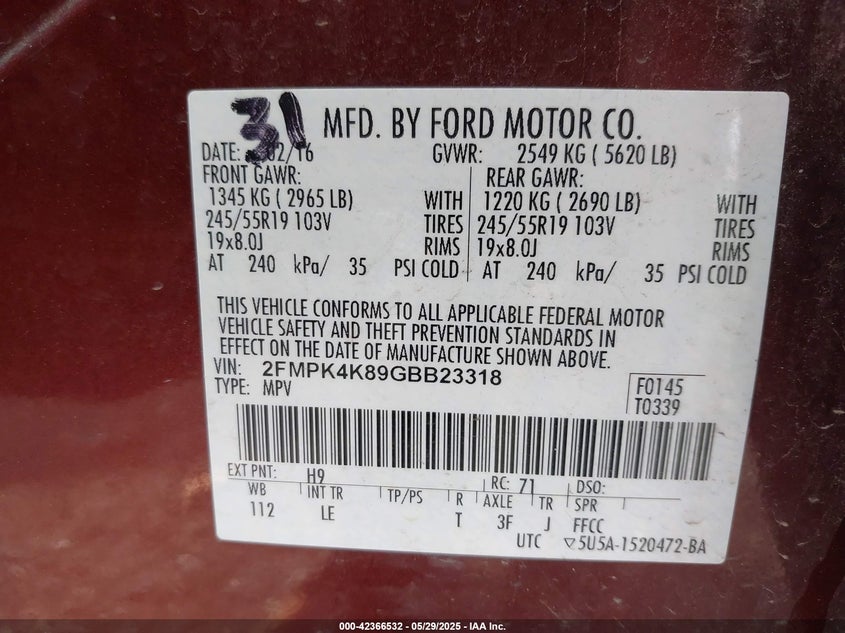 31
MFD. BY FORD MOTOR CO.
DATE: 02/16 GVWR: 2549 KG ( 5620 LB)
FRONT GAWR: REAR GAWR:
1345 KG ( 2965 LB) WITH 1220 KG ( 2690 LB) WITH
245/55R19 103V TIRES 245/55R19 103V TIRES
19x8.0J RIMS 19x8.0J RIMS
AT 240 kPa/ 35 PSI COLD AT 240 kPa/ 35 PSI COLD
THIS VEHICLE CONFORMS TO ALL APPLICABLE FEDERAL MOTOR
VEHICLE SAFETY AND THEFT PREVENTION STANDARDS IN
EFFECT ON THE DATE OF MANUFACTURE SHOWN ABOVE.
VIN: 2FMPK4K89GBB23318
TYPE: MPV
F0145
T0339
EXT PNT: H9 RC: 71 DSO:
WB INT TR TP/PS R AXLE TR SPR
112 LE T 3F J FFCC
UTC ▽5U5A-1520472-BA
000-42366532 - 05/29/2025 - IAA Inc.